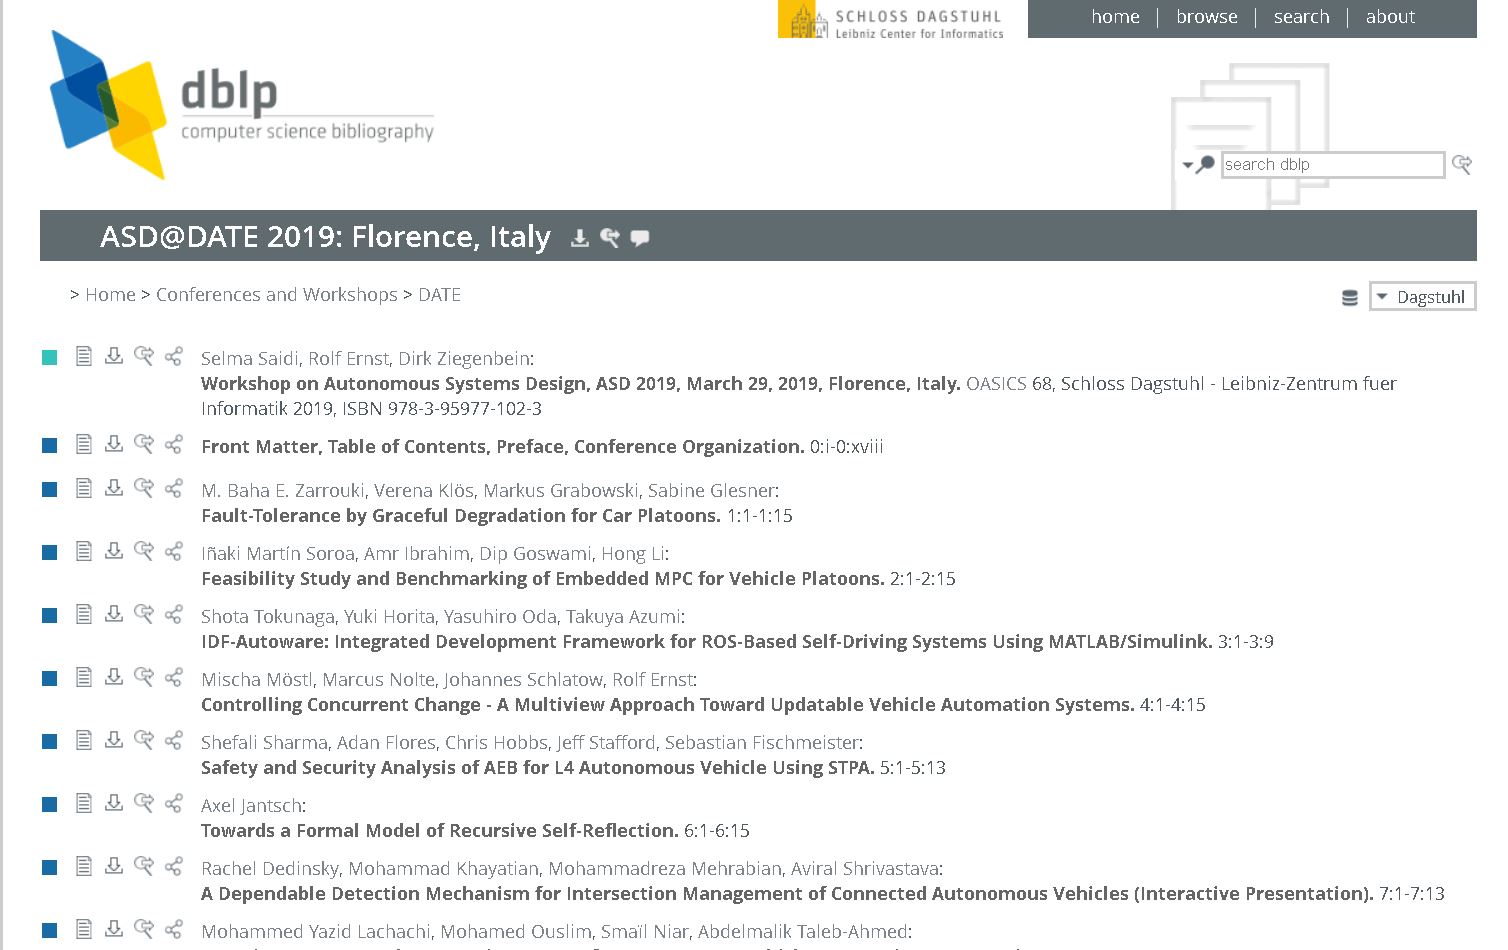 SCHLOSS DAGSTUHL
Leibniz Center for Informatics
home | browse | search | about
dblp
computer science bibliography
search dblp
ASD@DATE 2019: Florence, Italy
> Home > Conferences and Workshops > DATE
Dagstuhl
Selma Saidi, Rolf Ernst, Dirk Ziegenbein:
Workshop on Autonomous Systems Design, ASD 2019, March 29, 2019, Florence, Italy. OASICS 68, Schloss Dagstuhl - Leibniz-Zentrum fuer
Informatik 2019, ISBN 978-3-95977-102-3
Front Matter, Table of Contents, Preface, Conference Organization. 0:i-0:xviii
M. Baha E. Zarrouki, Verena Klös, Markus Grabowski, Sabine Glesner:
Fault-Tolerance by Graceful Degradation for Car Platoons. 1:1-1:15
Iñaki Martín Soroa, Amr Ibrahim, Dip Goswami, Hong Li:
Feasibility Study and Benchmarking of Embedded MPC for Vehicle Platoons. 2:1-2:15
Shota Tokunaga, Yuki Horita, Yasuhiro Oda, Takuya Azumi:
IDF-Autoware: Integrated Development Framework for ROS-Based Self-Driving Systems Using MATLAB/Simulink. 3:1-3:9
Mischa Möstl, Marcus Nolte, Johannes Schlatow, Rolf Ernst:
Controlling Concurrent Change - A Multiview Approach Toward Updatable Vehicle Automation Systems. 4:1-4:15
Shefali Sharma, Adan Flores, Chris Hobbs, Jeff Stafford, Sebastian Fischmeister:
Safety and Security Analysis of AEB for L4 Autonomous Vehicle Using STPA. 5:1-5:13
Axel Jantsch:
Towards a Formal Model of Recursive Self-Reflection. 6:1-6:15
Rachel Dedinsky, Mohammad Khayatian, Mohammadreza Mehrabian, Aviral Shrivastava:
A Dependable Detection Mechanism for Intersection Management of Connected Autonomous Vehicles (Interactive Presentation). 7:1-7:13
Mohammed Yazid Lachachi, Mohamed Ouslim, Smaïl Niar, Abdelmalik Taleb-Ahmed: